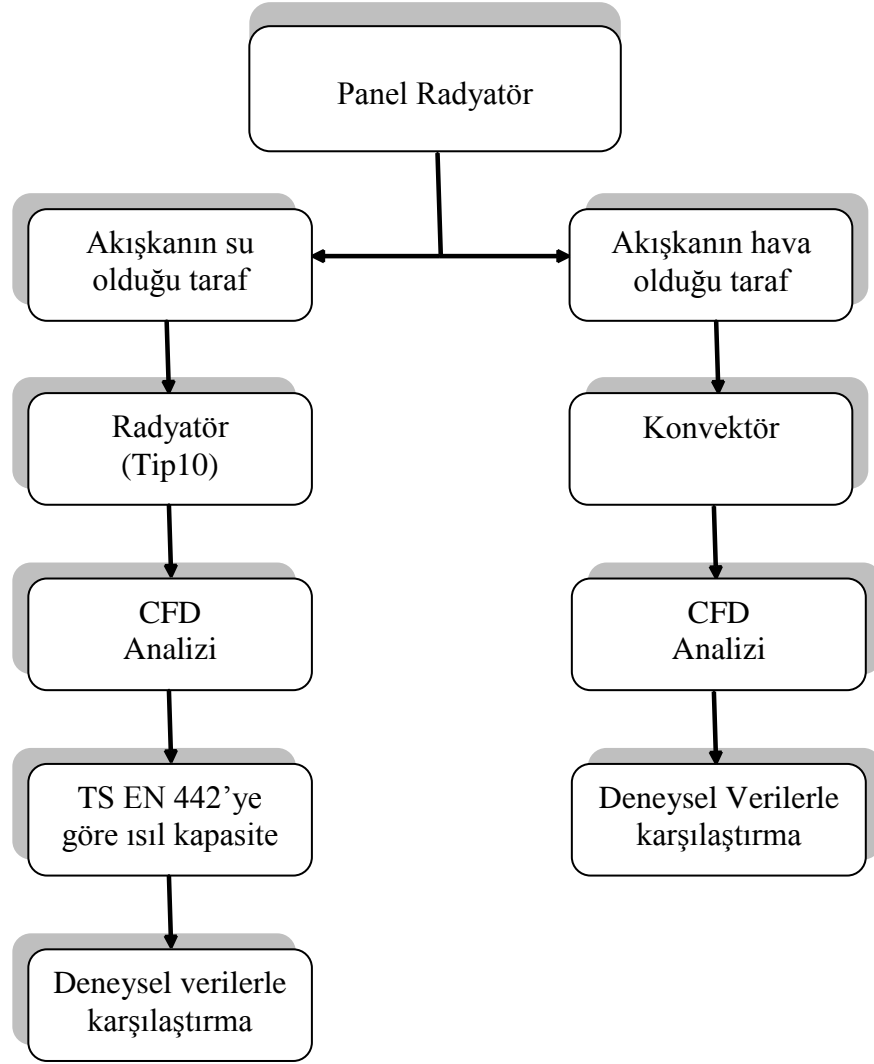 Panel Radyatör
Akışkanın su
olduğu taraf
Akışkanın hava
olduğu taraf
Radyatör
(Tip10)
Konvektör
CFD
Analizi
CFD
Analizi
TS EN 442’ye
göre ısıl kapasite
Deneysel Verilerle
karşılaştırma
Deneysel verilerle
karşılaştırma